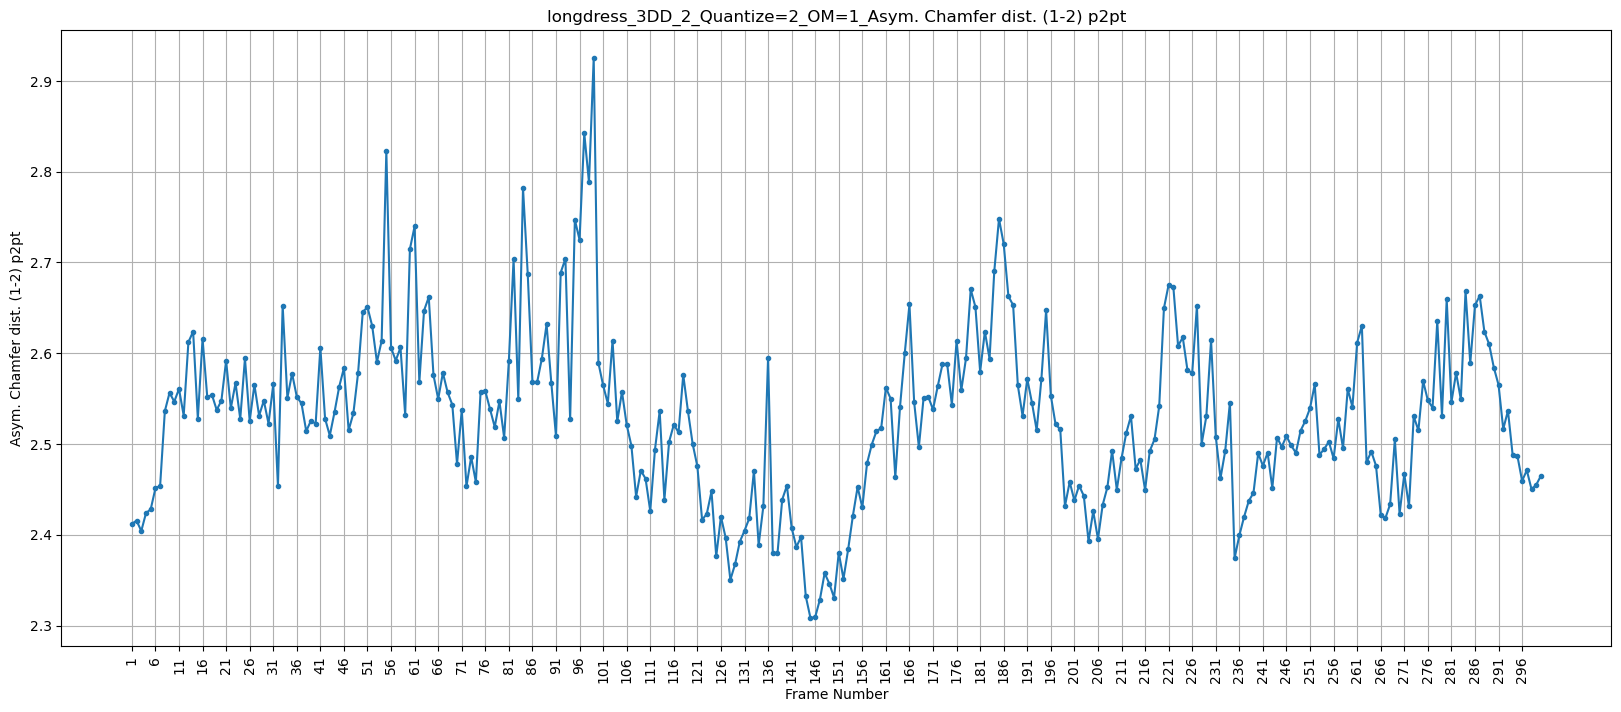 longdress_3DD_2_Quantize=2_OM=1_Asym. Chamfer dist. (1-2) p2pt
Asym. Chamfer dist. (1-2) p2pt
2.9
2.8
2.7
2.6
2.5
2.4
2.3
1 6 11 16 21 26 31 36 41 46 51 56 61 66 71 76 81 86 91 96 101 106 111 116 121 126 131 136 141 146 151 156 161 166 171 176 181 186 191 196 201 206 211 216 221 226 231 236 241 246 251 256 261 266 271 276 281 286 291 296
Frame Number